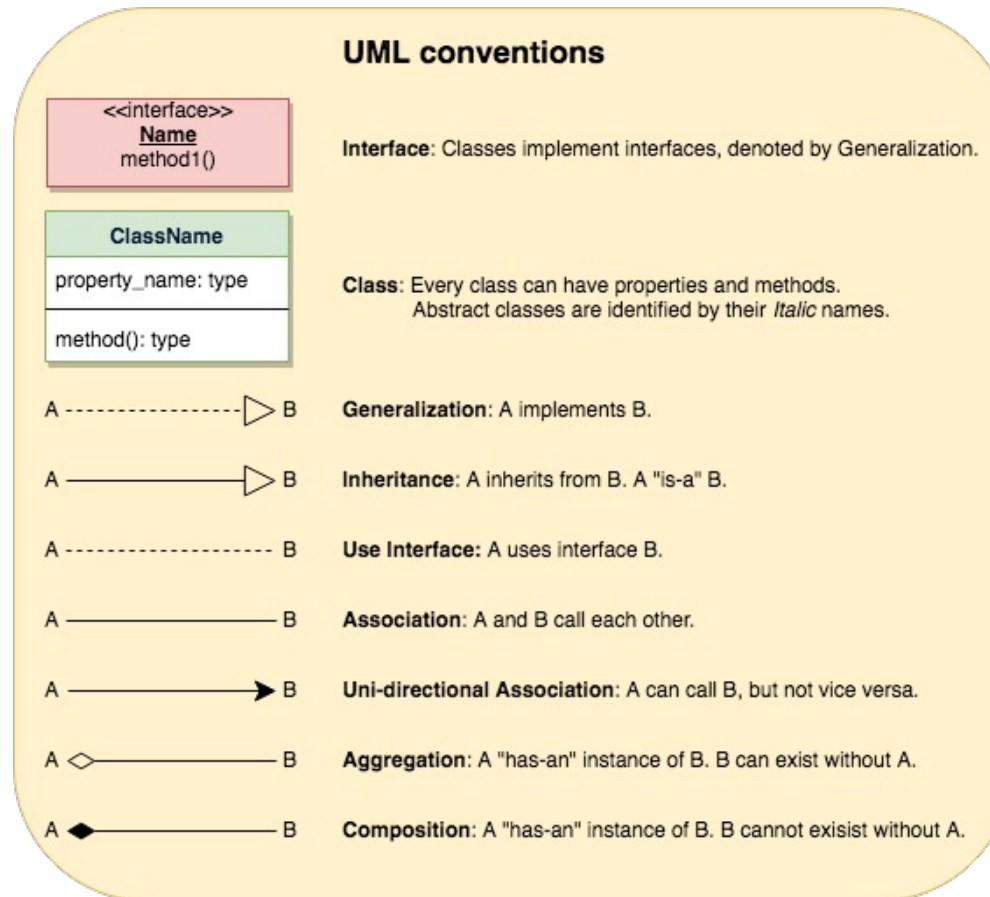 UML conventions
<<interface>>
Name
method1()
Interface: Classes implement interfaces, denoted by Generalization.
ClassName
property_name: type
method(): type
Class: Every class can have properties and methods.
Abstract classes are identified by their Italic names.
A B Generalization: A implements B.
A B Inheritance: A inherits from B. A "is-a" B.
A B Use Interface: A uses interface B.
A B Association: A and B call each other.
A B Uni-directional Association: A can call B, but not vice versa.
A B Aggregation: A "has-an" instance of B. B can exist without A.
A B Composition: A "has-an" instance of B. B cannot exisist without A.